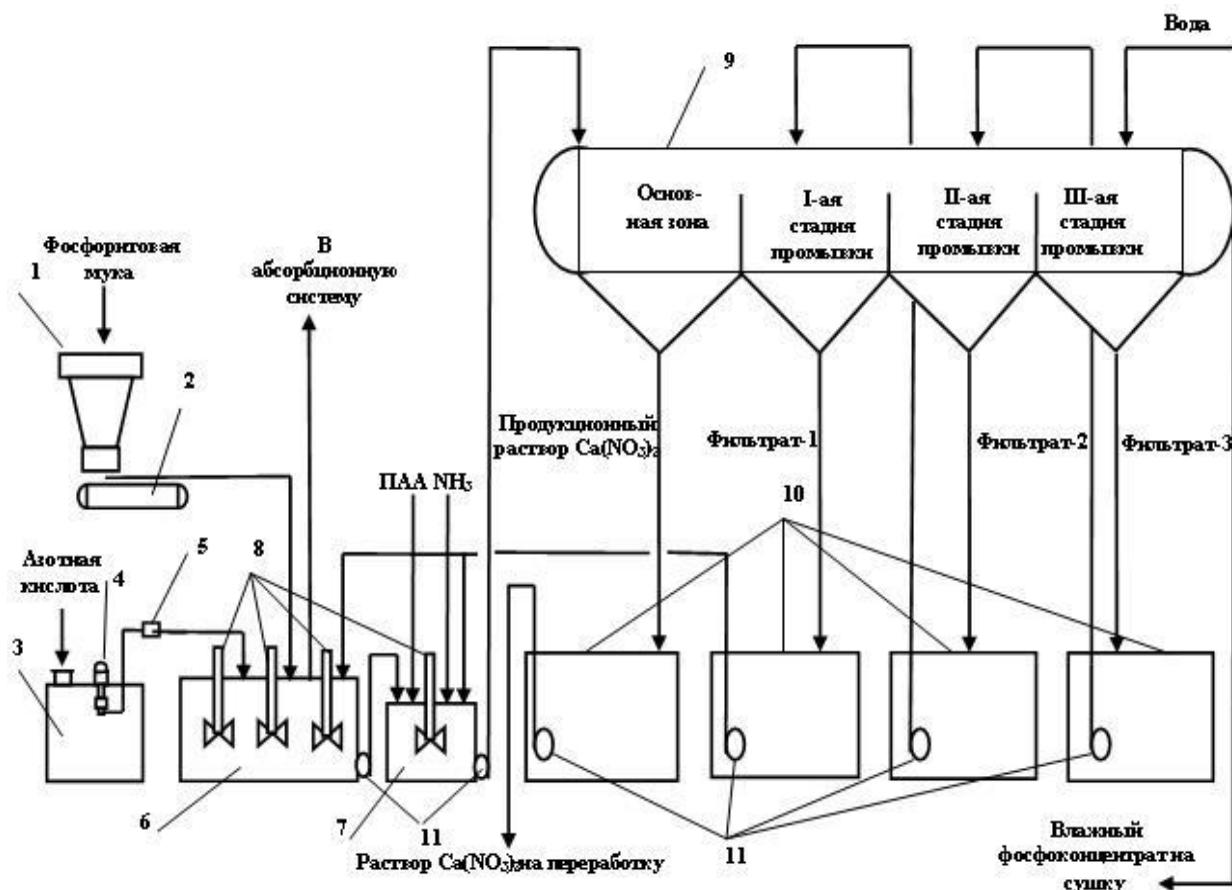 Вода
9
Основ-
ная зона
I-ая
стадия
промывки
II-ая
стадия
промывки
III-ая
стадия
промывки
Фосфоритовая
мука
1
В
абсорбционную
систему
2
Продукционный
раствор Ca(NO3)2
Фильтрат-1
Фильтрат-2
Фильтрат-3
ПАА NH3
10
Азотная
кислота
4
5
8
3
6
7
11
11
Раствор Ca(NO3)2на переработку
Влажный
фосфоконцентрат на
сушку